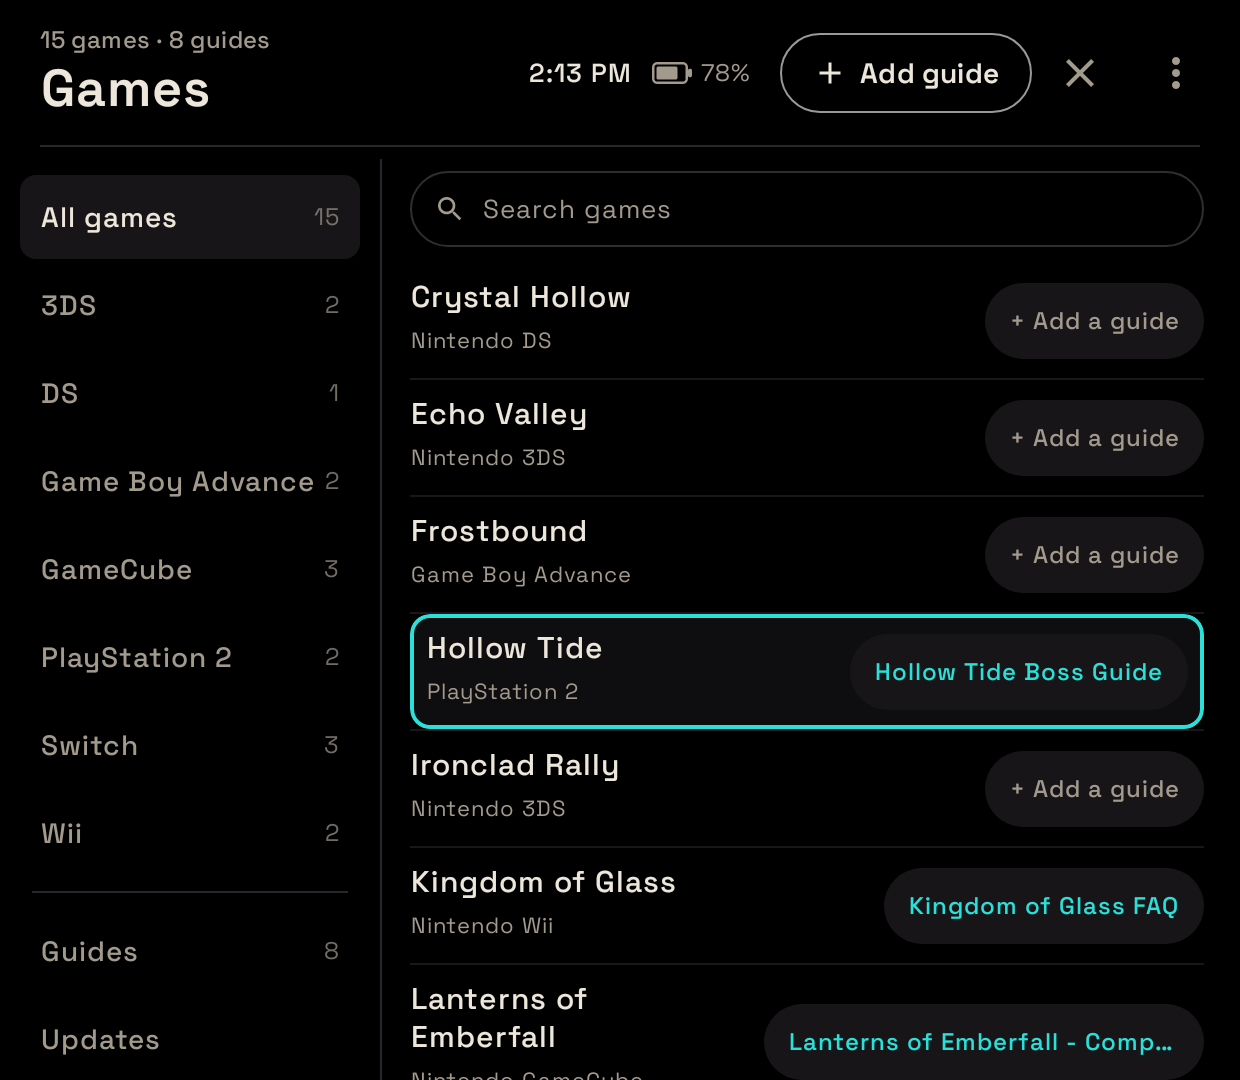 15 games · 8 guides
Games
2:13 PM 78% + Add guide
All games 15
3DS 2
DS 1
Game Boy Advance 2
GameCube 3
PlayStation 2 2
Switch 3
Wii 2
Guides 8
Updates
Search games
Crystal Hollow
Nintendo DS
+ Add a guide
Echo Valley
Nintendo 3DS
+ Add a guide
Frostbound
Game Boy Advance
+ Add a guide
Hollow Tide
PlayStation 2
Hollow Tide Boss Guide
Ironclad Rally
Nintendo 3DS
+ Add a guide
Kingdom of Glass
Nintendo Wii
Kingdom of Glass FAQ
Lanterns of
Emberfall
Nintendo GameCube
Lanterns of Emberfall - Comp…